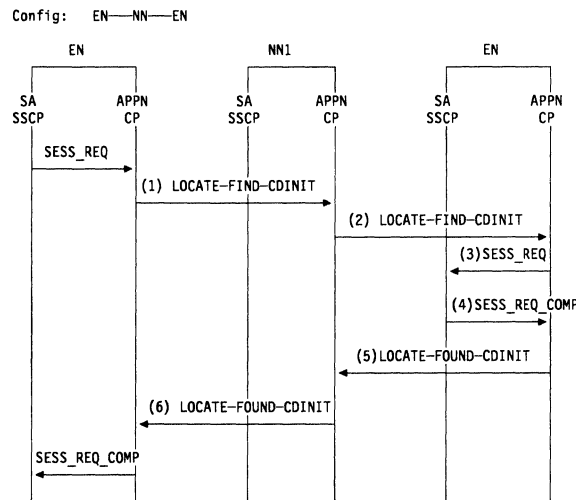 Config: EN—NN—EN
EN NN1 EN
SA APPN SA APPN SA APPN
SSCP CP SSCP CP SSCP CP
SESS_REQ
(1) LOCATE—FIND—CDINIT
(2) LOCATE—FIND—CDINIT
(3)SESS_REQ
(4)SESS_REQ_COMP
(5)LOCATE—FOUND—CDINIT
(6) LOCATE—FOUND—CDINIT
SESS_REQ_COMP